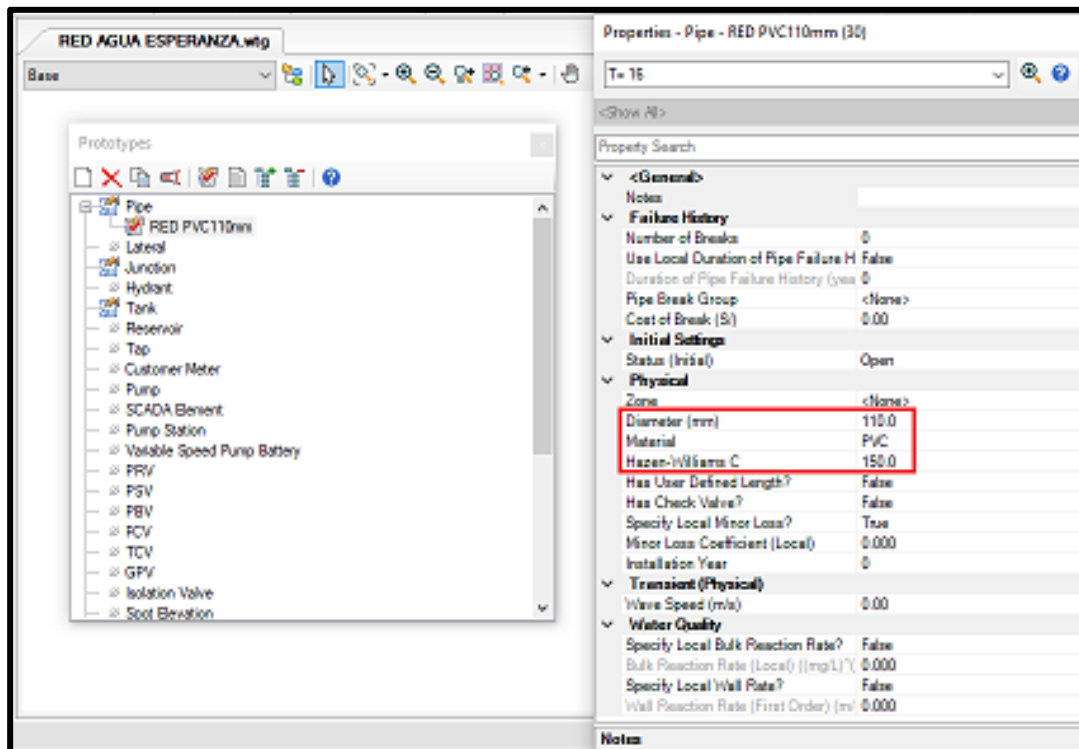 RED AGUA ESPERANZA.wtg
Base
Prototypes
Pipe
RED PVC110mm
Lateral
Junction
Hydrant
Tank
Reservoir
Tap
Customer Meter
Pump
SCADA Element
Pump Station
Variable Speed Pump Battery
PRV
PSV
PBV
FCV
TCV
GPV
Isolation Valve
Spot Elevation
Properties - Pipe - RED PVC110mm (30)
T- 16
<Show All>
Property Search
<General>
Notes
Failure History
Number of Breaks 0
Use Local Duration of Pipe Failure H False
Duration of Pipe Failure History (yea 0
Pipe Break Group <None>
Cost of Break (S/) 0.00
Initial Settings
Status (Initial) Open
Physical
Zone <None>
Diameter (mm) 110.0
Material PVC
Hazen-Williams C 150.0
Has User Defined Length? False
Has Check Valve? False
Specify Local Minor Loss? True
Minor Loss Coefficient (Local) 0.000
Installation Year 0
Transient (Physical)
Wave Speed (m/s) 0.00
Water Quality
Specify Local Bulk Reaction Rate? False
Bulk Reaction Rate (Local) ((mg/L)^( 0.000
Specify Local Wall Rate? False
Wall Reaction Rate (First Order) (m/ 0.000
Notes